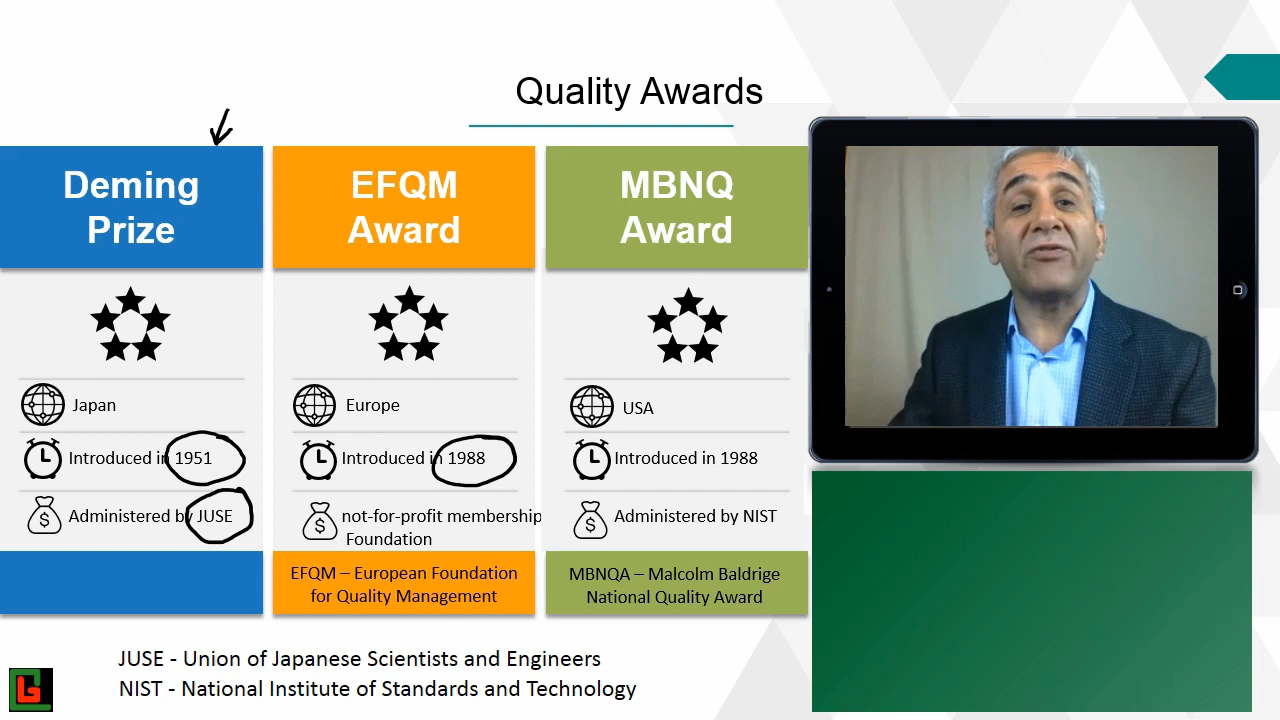 Quality Awards
Deming
Prize
Japan
Introduced in 1951
Administered by JUSE
EFQM
Award
Europe
Introduced in 1988
not-for-profit membership
Foundation
EFQM – European Foundation
for Quality Management
MBNQ
Award
USA
Introduced in 1988
Administered by NIST
MBNQA – Malcolm Baldrige
National Quality Award
JUSE - Union of Japanese Scientists and Engineers
NIST - National Institute of Standards and Technology